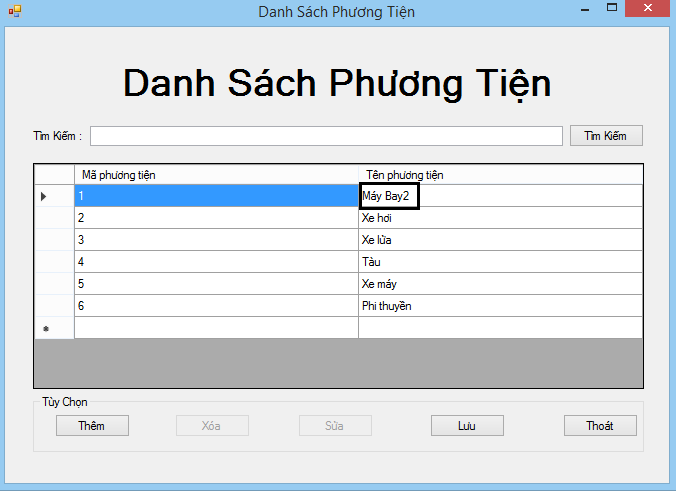 Danh Sách Phương Tiện
Danh Sách Phương Tiện
Tìm Kiếm :
Tìm Kiếm
Mã phương tiện Tên phương tiện
1 Máy Bay2
2 Xe hơi
3 Xe lửa
4 Tàu
5 Xe máy
6 Phi thuyền
Tùy Chọn
Thêm Xóa Sửa Lưu Thoát